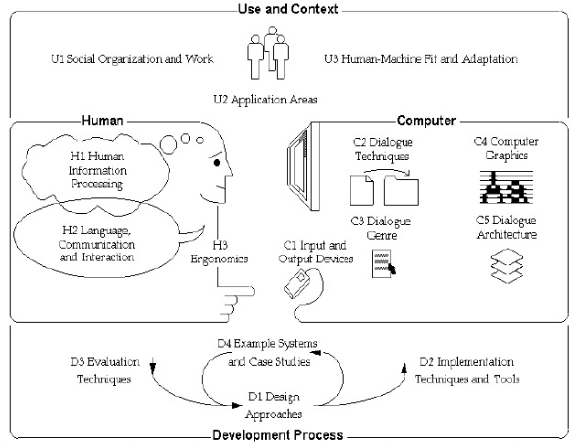 Use and Context
U1 Social Organization and Work
U3 Human-Machine Fit and Adaptation
U2 Application Areas
Human
H1 Human
Information
Processing
H2 Language,
Communication
and Interaction
H3
Ergonomics
Computer
C2 Dialogue
Techniques
C4 Computer
Graphics
Aa
C3 Dialogue
Genre
C5 Dialogue
Architecture
C1 Input and
Output Devices
D4 Example Systems
and Case Studies
D3 Evaluation
Techniques
D2 Implementation
Techniques and Tools
D1 Design
Approaches
Development Process